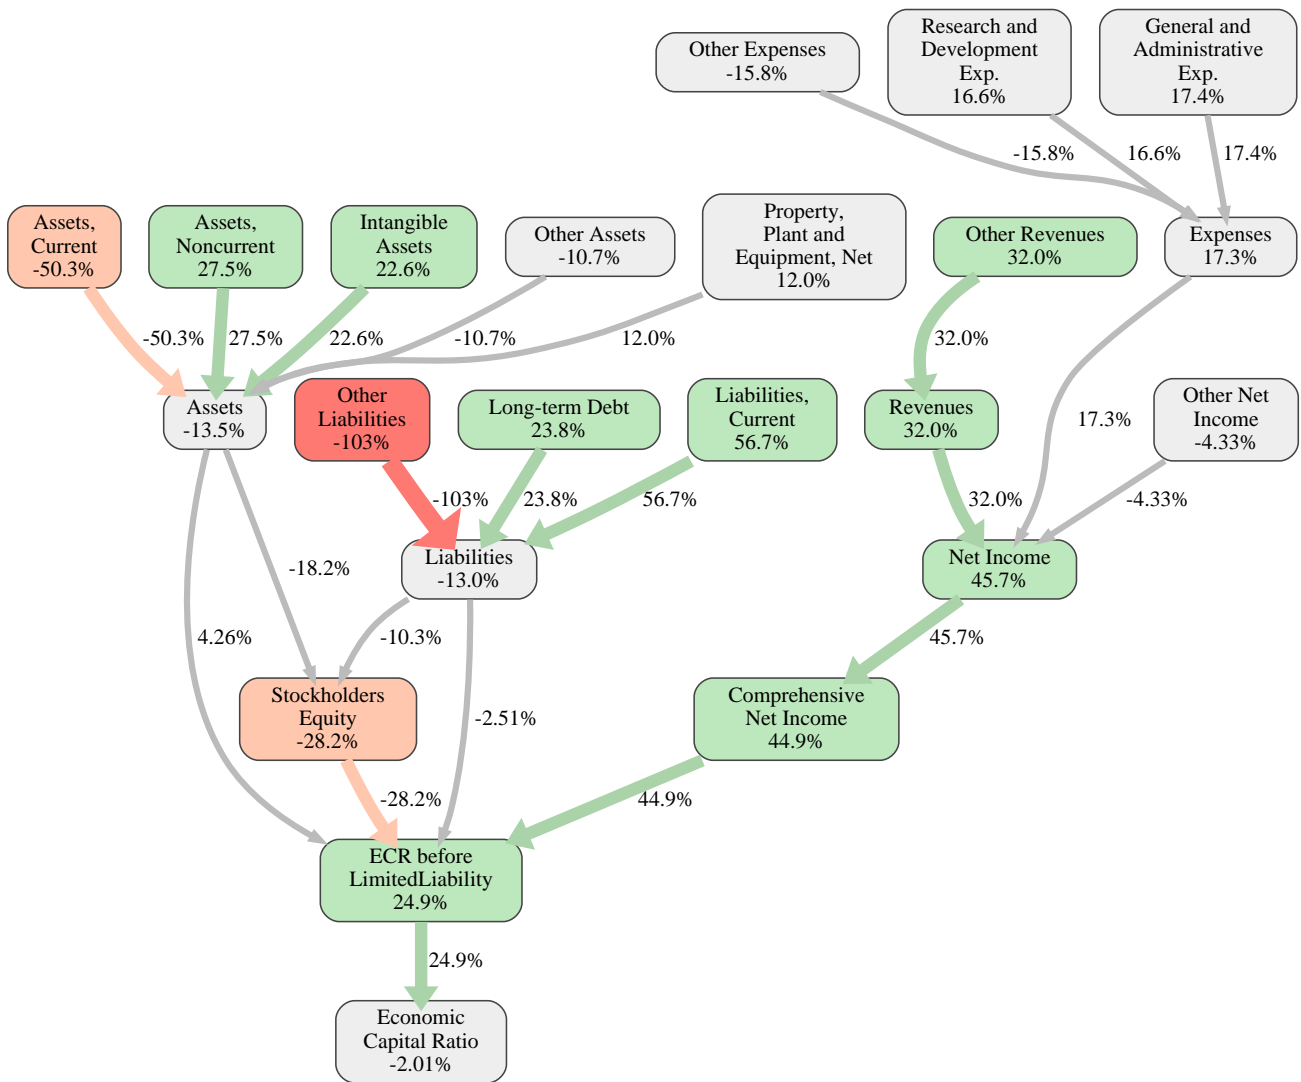 Other Expenses
-15.8%
Research and
Development
Exp.
16.6%
General and
Administrative
Exp.
17.4%
-15.8%
16.6%
17.4%
Assets,
Current
-50.3%
Assets,
Noncurrent
27.5%
Intangible
Assets
22.6%
Other Assets
-10.7%
Property,
Plant and
Equipment, Net
12.0%
Other Revenues
32.0%
Expenses
17.3%
-50.3%
27.5%
22.6%
-10.7%
12.0%
32.0%
Assets
-13.5%
Other
Liabilities
-103%
Long-term Debt
23.8%
Liabilities,
Current
56.7%
Revenues
32.0%
17.3%
Other Net
Income
-4.33%
-103%
23.8%
56.7%
32.0%
-4.33%
-18.2%
Liabilities
-13.0%
Net Income
45.7%
4.26%
-10.3%
45.7%
Stockholders
Equity
-28.2%
-2.51%
Comprehensive
Net Income
44.9%
-28.2%
44.9%
ECR before
LimitedLiability
24.9%
24.9%
Economic
Capital Ratio
-2.01%